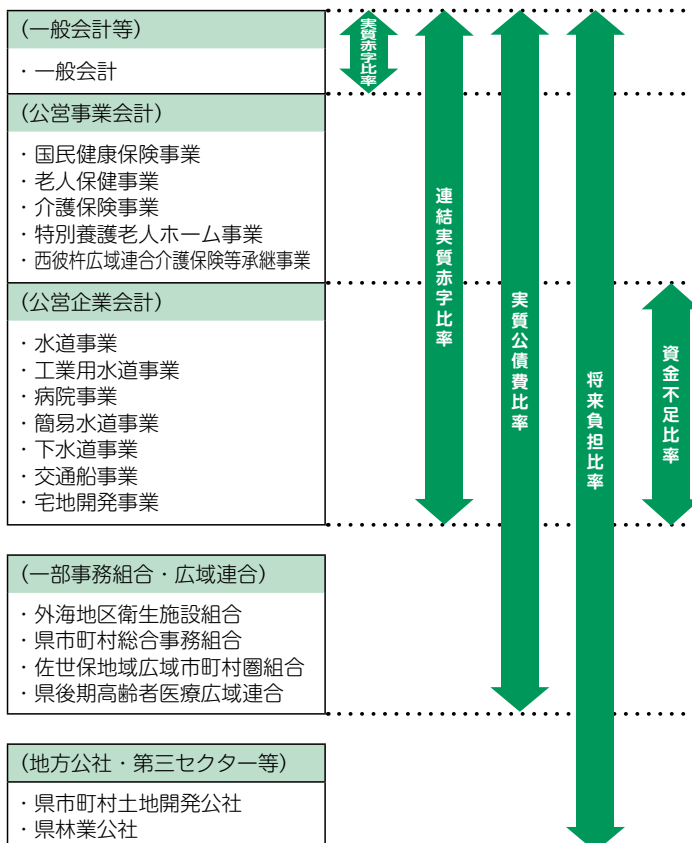 (一般会計等)
・一般会計
(公営事業会計)
・国民健康保険事業
・老人保健事業
・介護保険事業
・特別養護老人ホーム事業
・西彼杵広域連合介護保険等承継事業
(公営企業会計)
・水道事業
・工業用水道事業
・病院事業
・簡易水道事業
・下水道事業
・交通船事業
・宅地開発事業
(一部事務組合・広域連合)
・外海地区衛生施設組合
・県市町村総合事務組合
・佐世保地域広域市町村圏組合
・県後期高齢者医療広域連合
(地方公社・第三セクター等)
・県市町村土地開発公社
・県林業公社
実質赤字比率
連結実質赤字比率
実質公債費比率
将来負担比率
資金不足比率